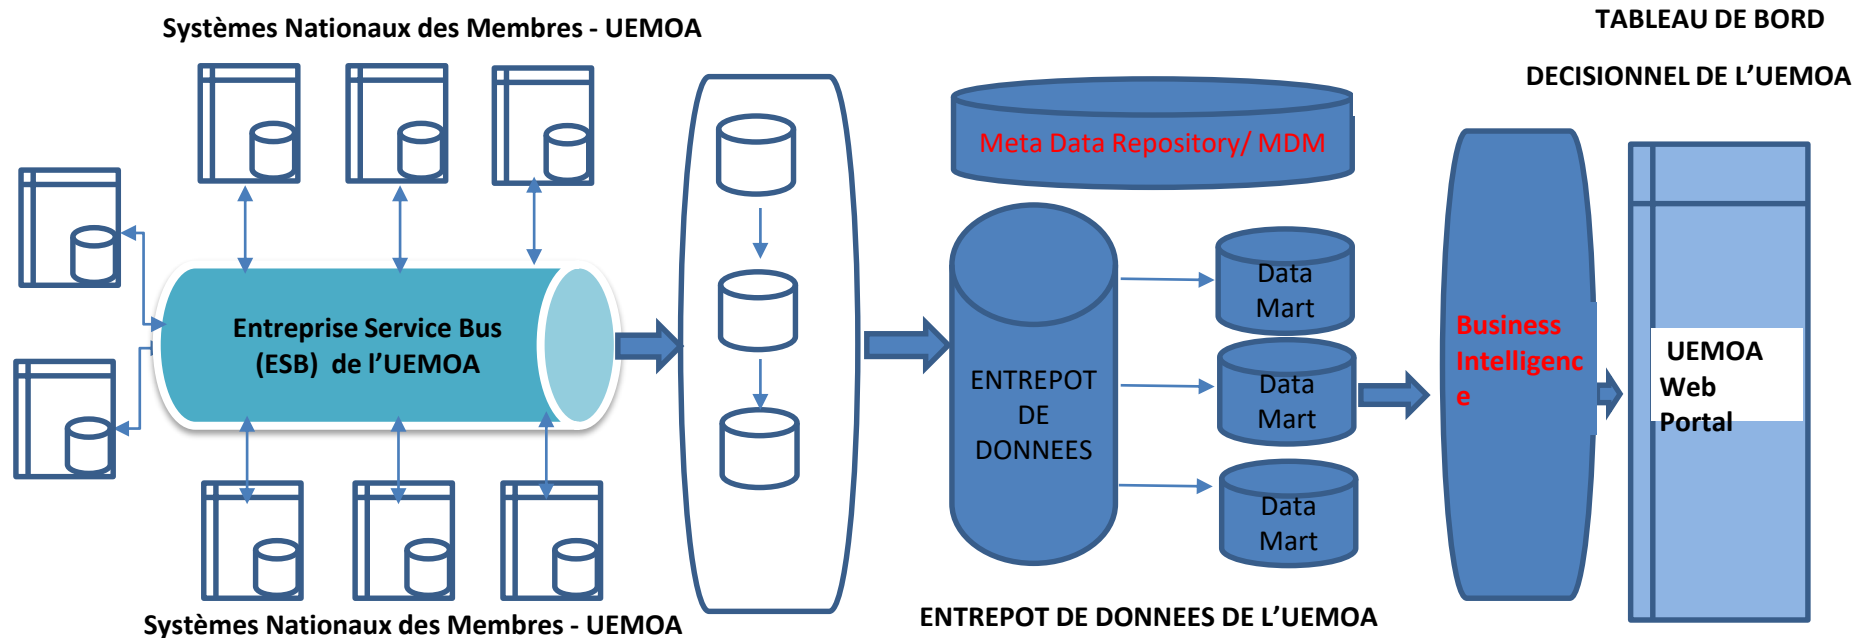 Systèmes Nationaux des Membres - UEMOA
TABLEAU DE BORD
DECISIONNEL DE L’UEMOA
Meta Data Repository/ MDM
Entreprise Service Bus
(ESB) de l’UEMOA
ENTREPOT
DE
DONNEES
Data
Mart
Data
Mart
Data
Mart
Business
Intelligenc
e
UEMOA
Web
Portal
ENTREPOT DE DONNEES DE L’UEMOA
Systèmes Nationaux des Membres - UEMOA